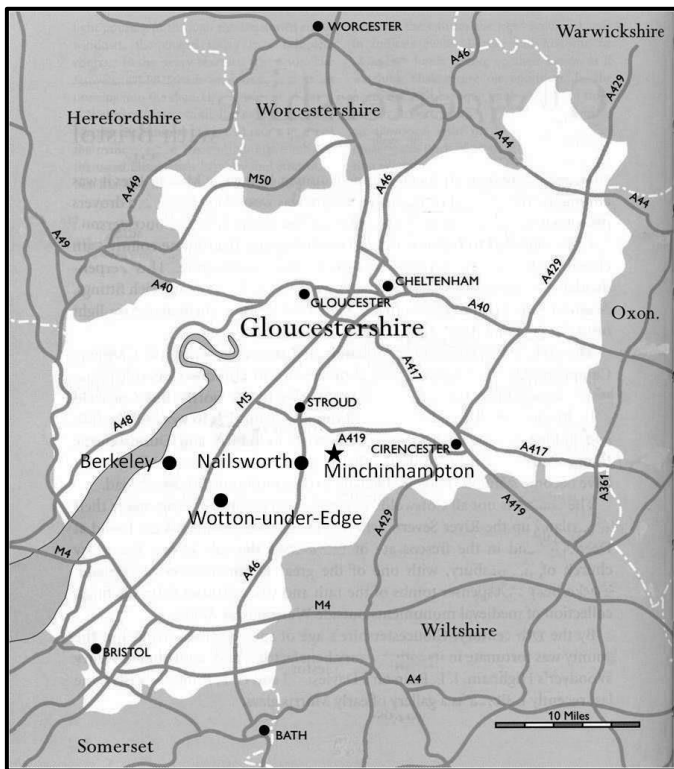 WORCESTER
Warwickshire
A46
A429
Worcestershire
Herefordshire
A44
M50
A46
A449
A44
A49
A429
A40
CHELTENHAM
GLOUCESTER
A40
Oxon.
Gloucestershire
A417
M5
STROUD
A48
A419
CIRENCESTER
A417
Berkeley
Nailsworth
Minchinhampton
A419
A361
Wotton-under-Edge
A429
M4
A46
M4
Wiltshire
BRISTOL
A4
10 Miles
BATH
Somerset